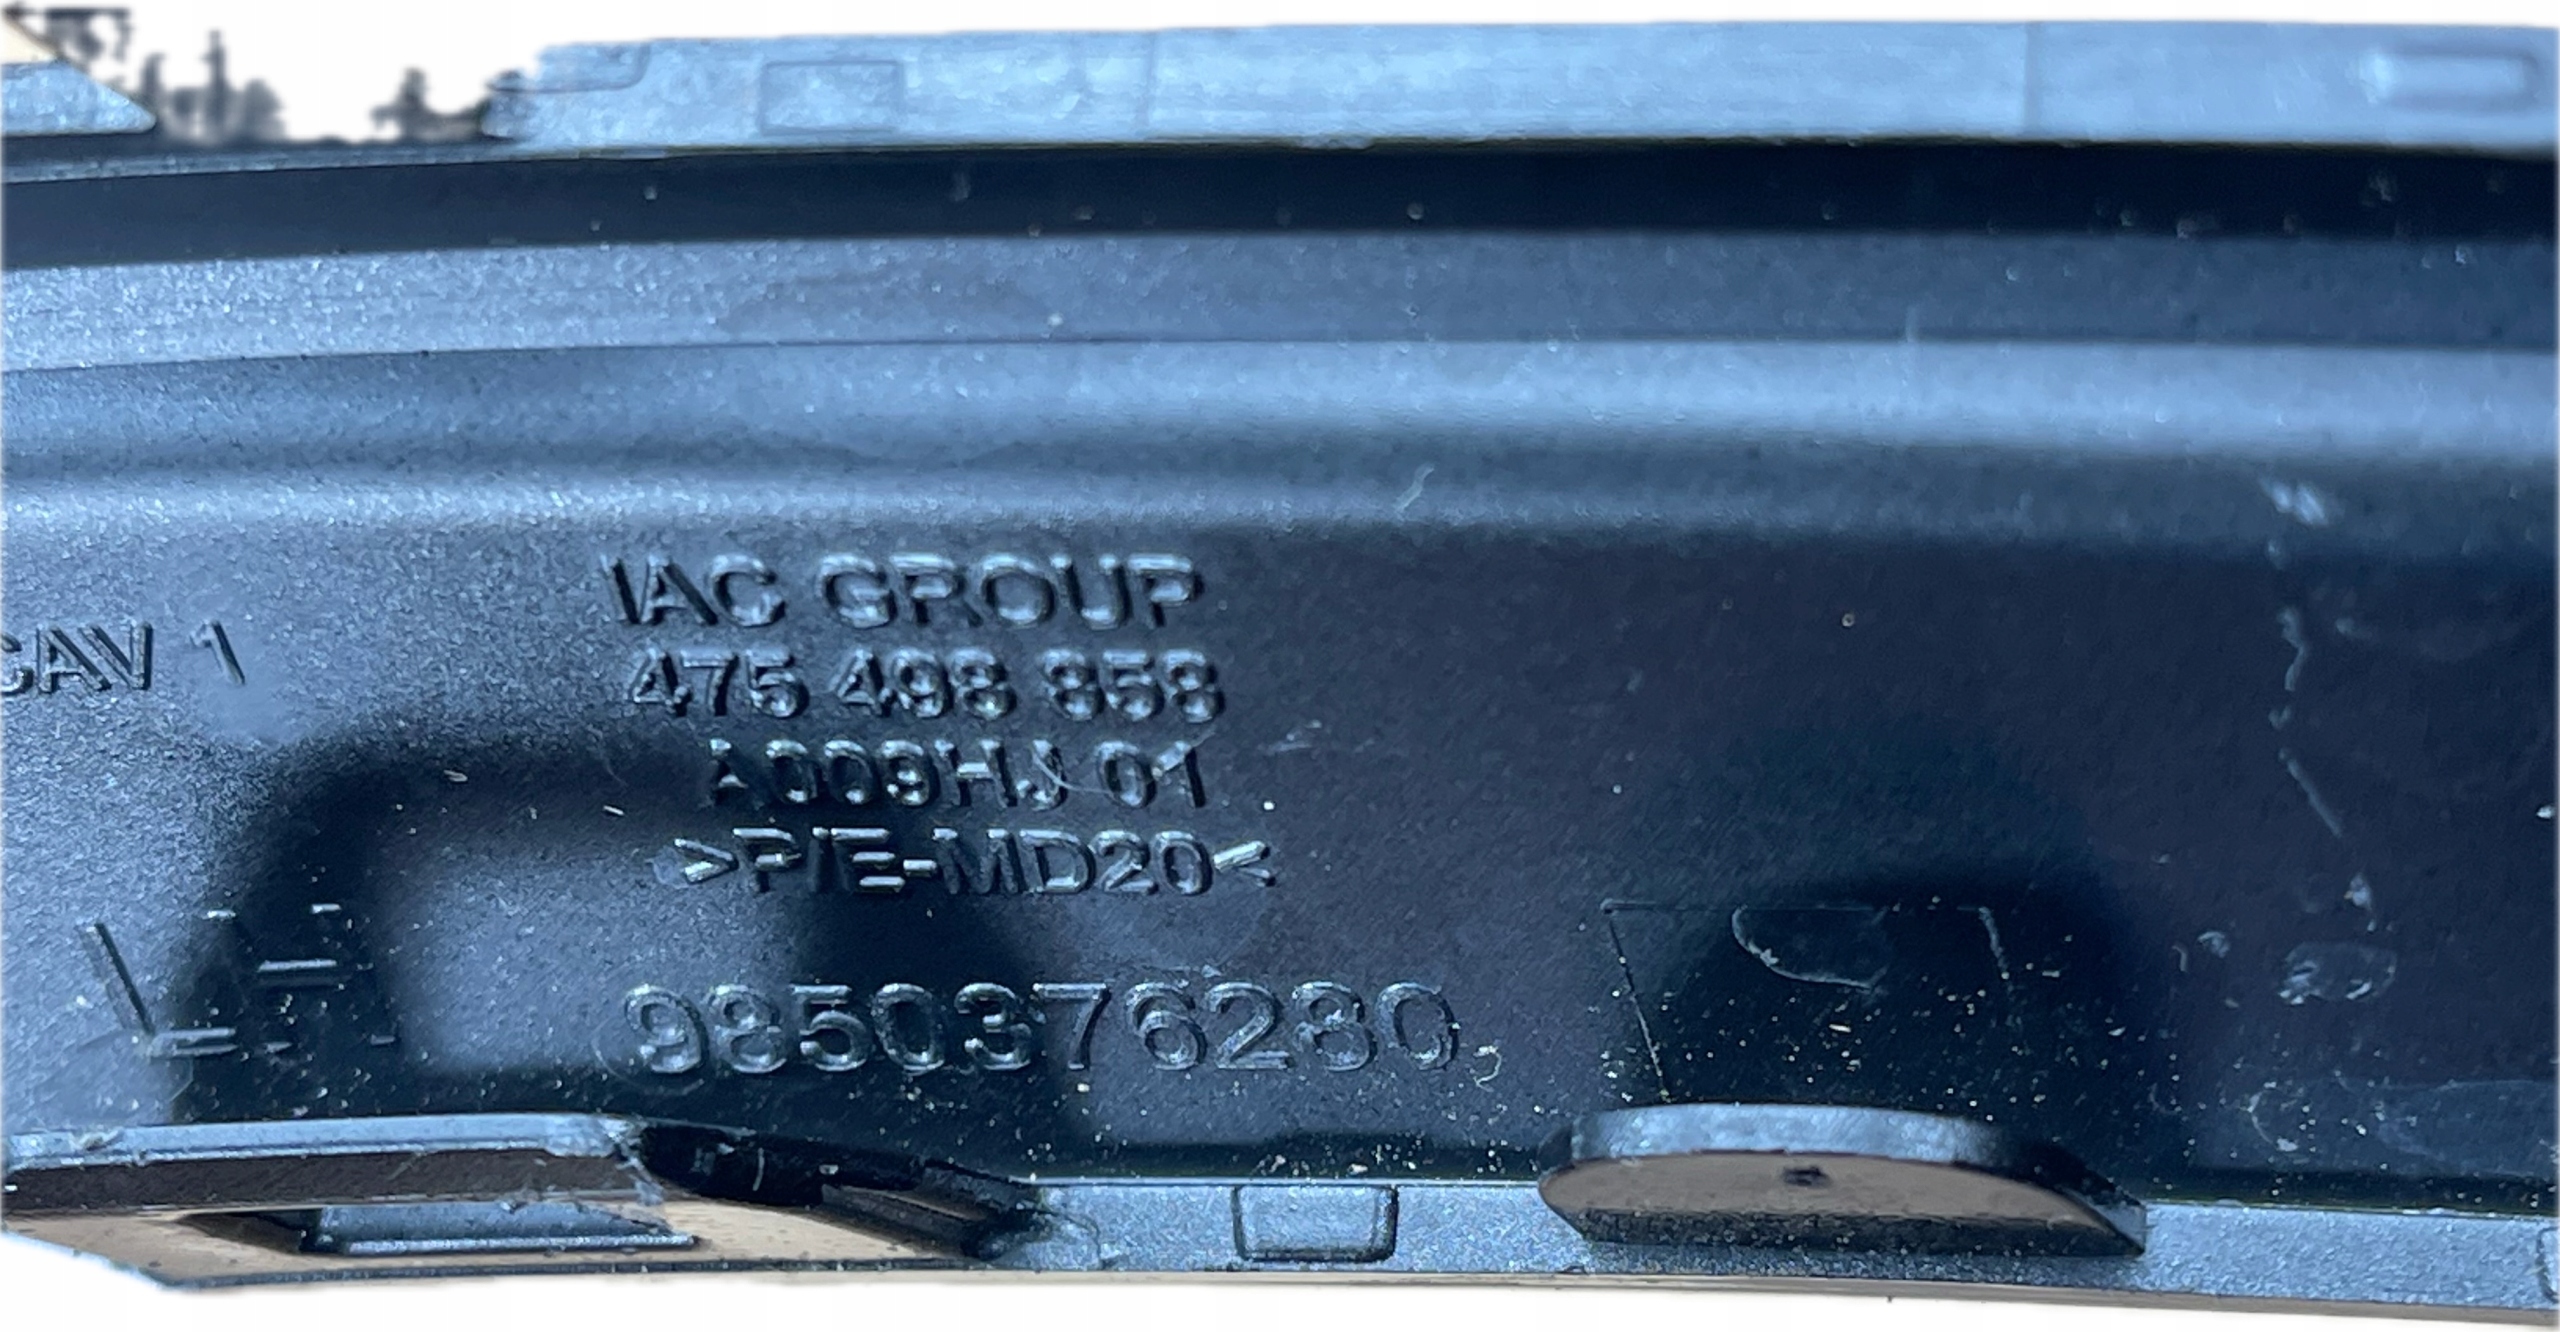 IAC GROUP
CAV 1
475 498 858
A009HJ 01
>P/E-MD20<
9850376280